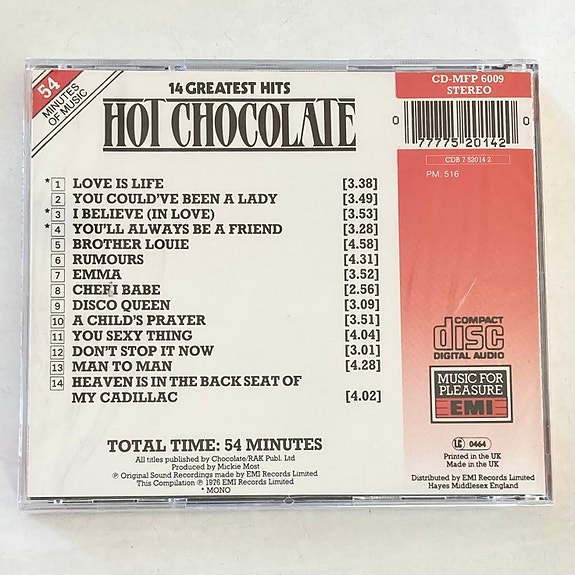 54
MINUTES
OF MUSIC
14 GREATEST HITS
HOT CHOCOLATE
CD-MFP 6009
STEREO
0 77775 20142 0
CDB 7 52014 2
PM: 516
* 1 LOVE IS LIFE [3.38]
2 YOU COULD'VE BEEN A LADY [3.49]
* 3 I BELIEVE (IN LOVE) [3.53]
* 4 YOU'LL ALWAYS BE A FRIEND [3.28]
5 BROTHER LOUIE [4.58]
6 RUMOURS [4.31]
7 EMMA [3.52]
8 CHERI BABE [2.56]
9 DISCO QUEEN [3.09]
10 A CHILD'S PRAYER [3.51]
11 YOU SEXY THING [4.04]
12 DON'T STOP IT NOW [3.01]
13 MAN TO MAN [4.28]
14 HEAVEN IS IN THE BACK SEAT OF
MY CADILLAC [4.02]
TOTAL TIME: 54 MINUTES
All titles published by Chocolate/RAK Publ. Ltd
Produced by Mickie Most
℗ Original Sound Recordings made by EMI Records Limited
This Compilation ℗ 1976 EMI Records Limited
* MONO
COMPACT
disc
DIGITAL AUDIO
MUSIC FOR
PLEASURE
EMI
LC 0464
Printed in the UK
Made in the UK
Distributed by EMI Records Limited
Hayes Middlesex England